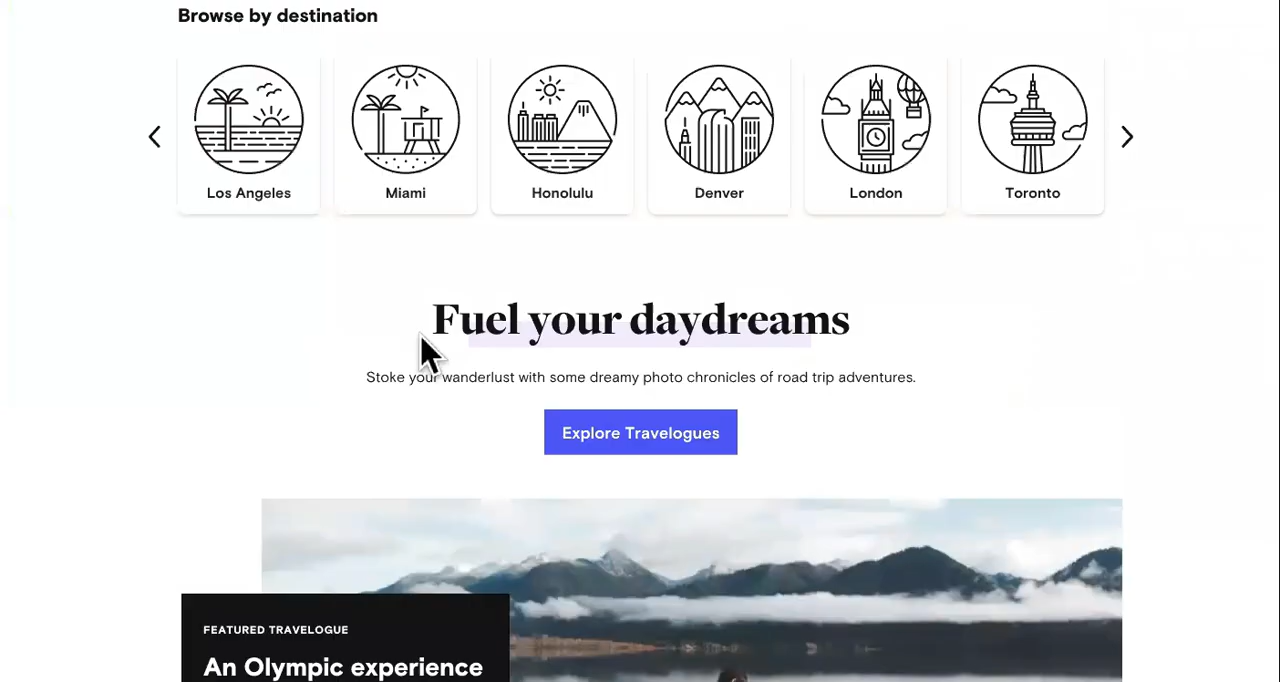 Browse by destination
Los Angeles
Miami
Honolulu
Denver
London
Toronto
Fuel your daydreams
Stoke your wanderlust with some dreamy photo chronicles of road trip adventures.
Explore Travelogues
FEATURED TRAVELOGUE
An Olympic experience